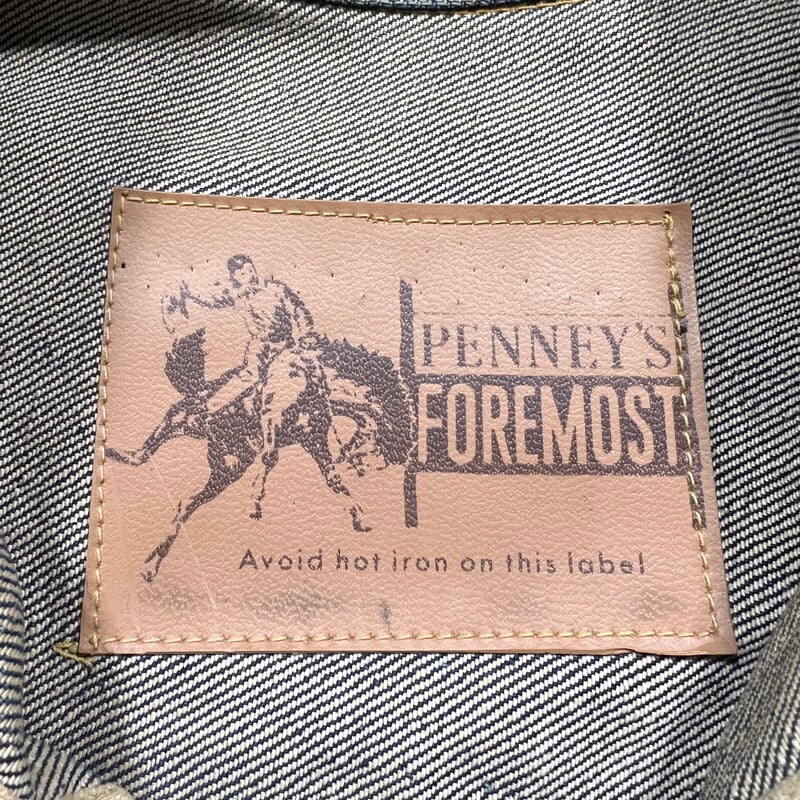 PENNEY'S
FOREMOST
Avoid hot iron on this label